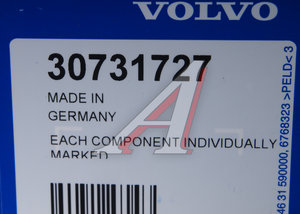 VOLVO
30731727
MADE IN
GERMANY
EACH COMPONENT INDIVIDUALLY
MARKED
46 31 590000, 6768323 >PELD< 3